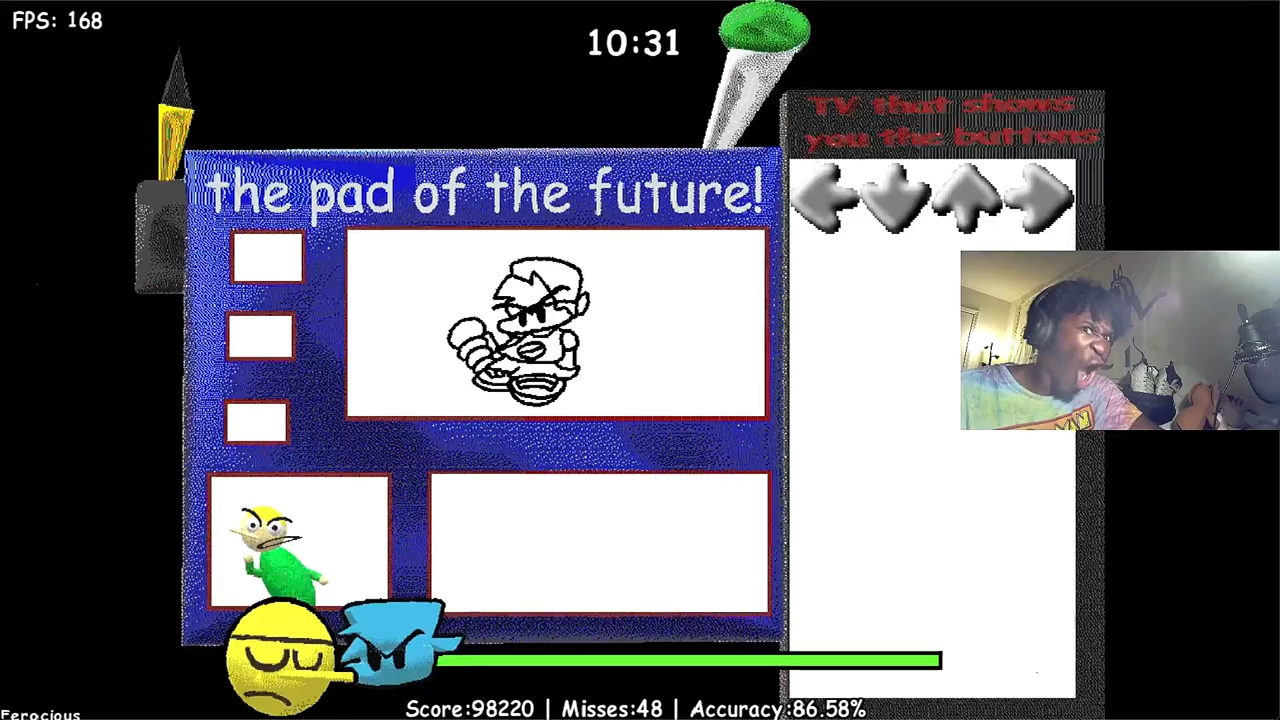 FPS: 168
10:31
TV that shows
you the buttons
the pad of the future!
Score:98220 | Misses:48 | Accuracy:86.58%
Ferocious